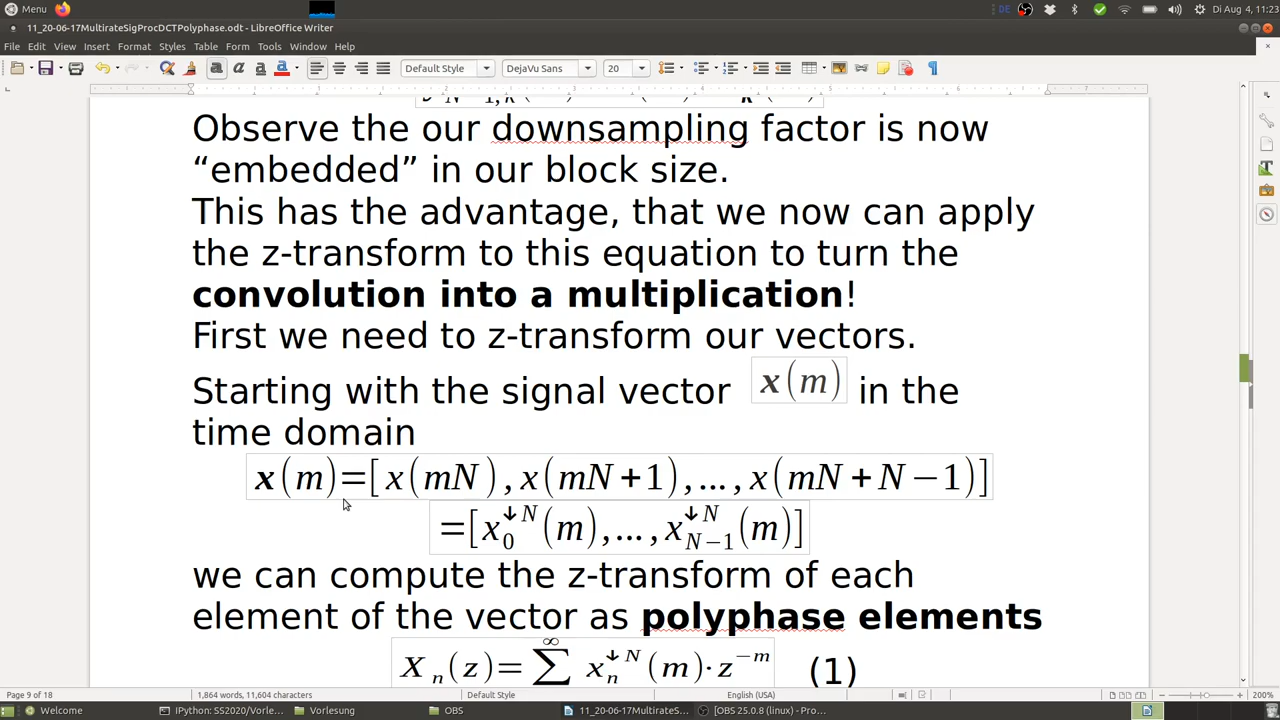 Menu DE Di Aug 4, 11:23
11_20-06-17MultirateSigProcDCTPolyphase.odt - LibreOffice Writer
File Edit View Insert Format Styles Table Form Tools Window Help
Default Style DejaVu Sans 20
Observe the our downsampling factor is now
“embedded” in our block size.
This has the advantage, that we now can apply
the z-transform to this equation to turn the
convolution into a multiplication!
First we need to z-transform our vectors.
Starting with the signal vector x(m) in the
time domain
x(m)=[x(mN),x(mN+1),...,x(mN+N−1)]
=[x_0^{↓N}(m),...,x_{N−1}^{↓N}(m)]
we can compute the z-transform of each
element of the vector as polyphase elements
X_n(z)=∑^∞ x_n^{↓N}(m)·z^{−m} (1)
Page 9 of 18 1,864 words, 11,604 characters Default Style English (USA) 200%
Welcome IPython: SS2020/Vorle... Vorlesung OBS 11_20-06-17MultirateS... [OBS 25.0.8 (linux) - Pro...